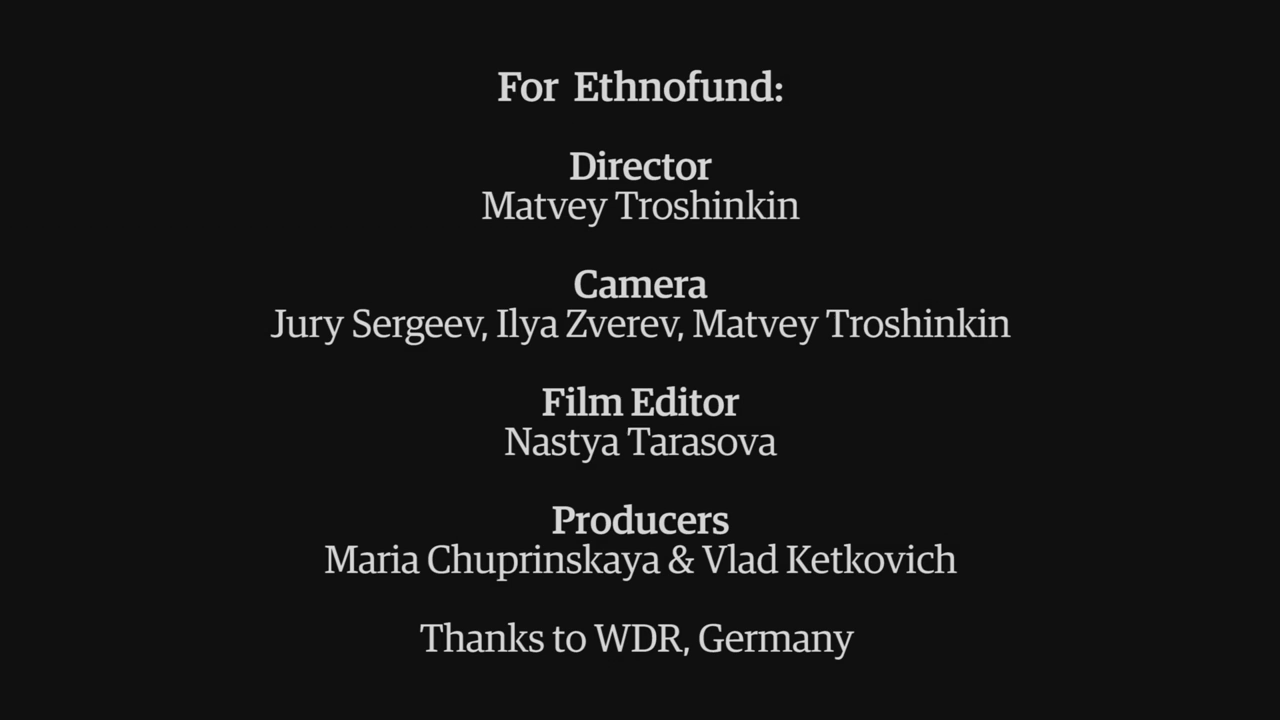 For Ethnofund:
Director
Matvey Troshinkin
Camera
Jury Sergeev, Ilya Zverev, Matvey Troshinkin
Film Editor
Nastya Tarasova
Producers
Maria Chuprinskaya & Vlad Ketkovich
Thanks to WDR, Germany